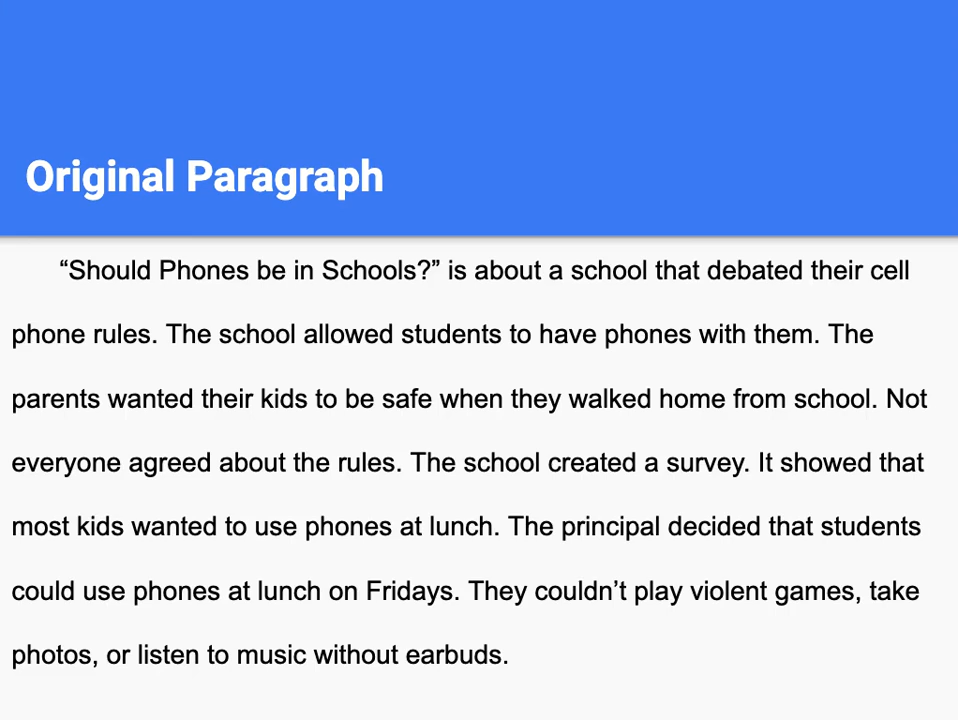 Original Paragraph
“Should Phones be in Schools?” is about a school that debated their cell
phone rules. The school allowed students to have phones with them. The
parents wanted their kids to be safe when they walked home from school. Not
everyone agreed about the rules. The school created a survey. It showed that
most kids wanted to use phones at lunch. The principal decided that students
could use phones at lunch on Fridays. They couldn’t play violent games, take
photos, or listen to music without earbuds.